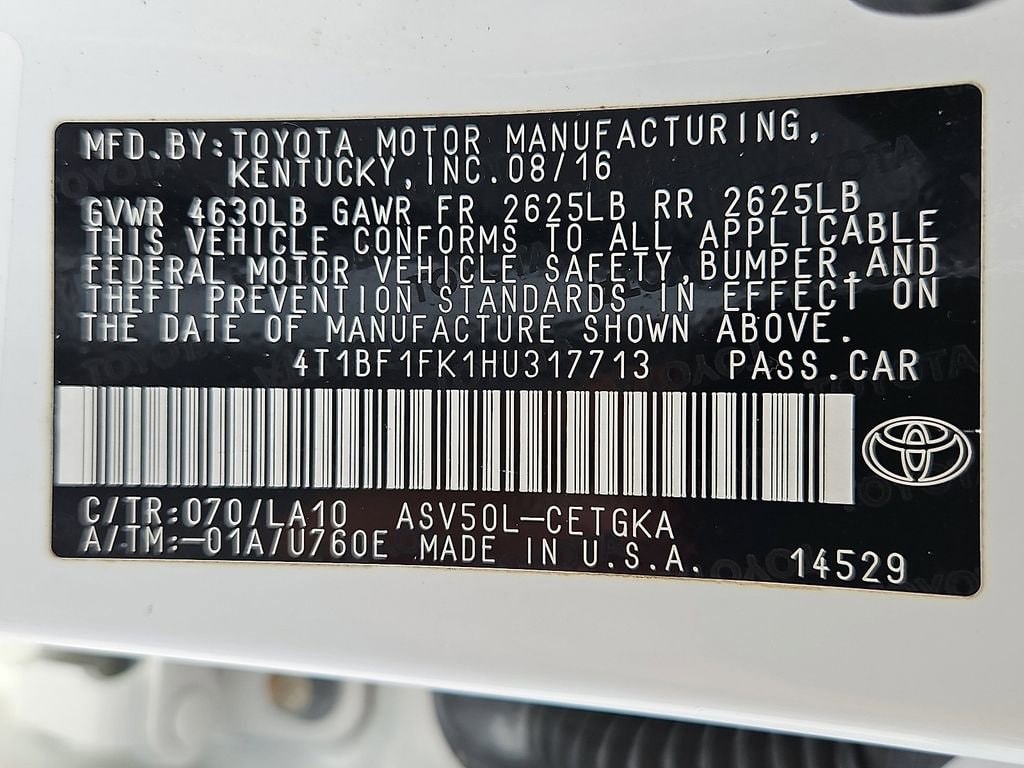 MFD.BY:TOYOTA MOTOR MANUFACTURING,
KENTUCKY,INC.08/16
GVWR 4630LB GAWR FR 2625LB RR 2625LB
THIS VEHICLE CONFORMS TO ALL APPLICABLE
FEDERAL MOTOR VEHICLE SAFETY,BUMPER,AND
THEFT PREVENTION STANDARDS IN EFFECT ON
THE DATE OF MANUFACTURE SHOWN ABOVE.
4T1BF1FK1HU317713 PASS.CAR
C/TR:070/LA10 ASV50L-CETGKA
A/TM:-01A/U760E MADE IN U.S.A. 14529